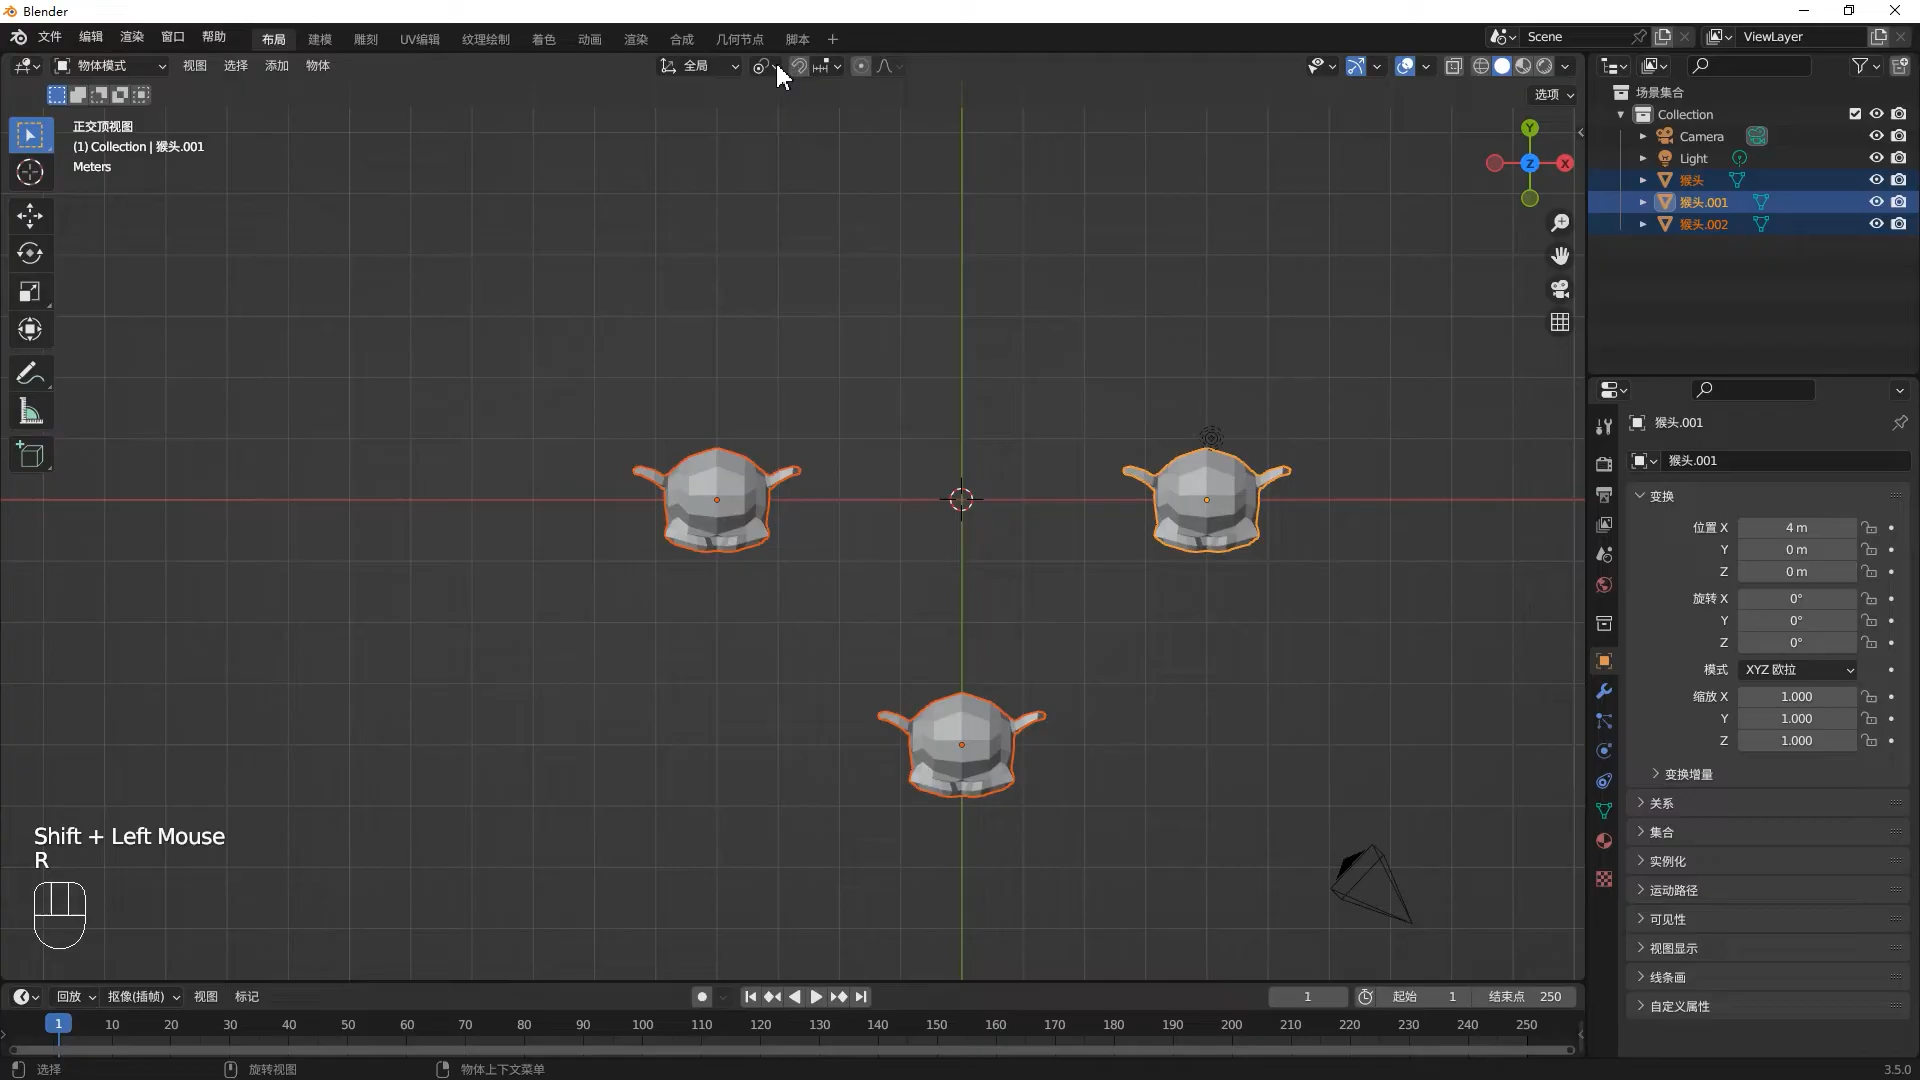 Blender
文件 编辑 渲染 窗口 帮助 布局 建模 雕刻 UV编辑 纹理绘制 着色 动画 渲染 合成 几何节点 脚本 + Scene ViewLayer
物体模式 视图 选择 添加 物体 全局
选项
正交顶视图
(1) Collection | 猴头.001
Meters
Y
Z
X
场景集合
Collection
Camera
Light
猴头
猴头.001
猴头.002
猴头.001
猴头.001
变换
位置 X 4 m
Y 0 m
Z 0 m
旋转 X 0°
Y 0°
Z 0°
模式 XYZ 欧拉
缩放 X 1.000
Y 1.000
Z 1.000
变换增量
关系
集合
实例化
运动路径
可见性
视图显示
线条画
自定义属性
Shift + Left Mouse
R
回放 抠像(插帧) 视图 标记 1 起始 1 结束点 250
1 10 20 30 40 50 60 70 80 90 100 110 120 130 140 150 160 170 180 190 200 210 220 230 240 250
选择 旋转视图 物体上下文菜单 3.5.0